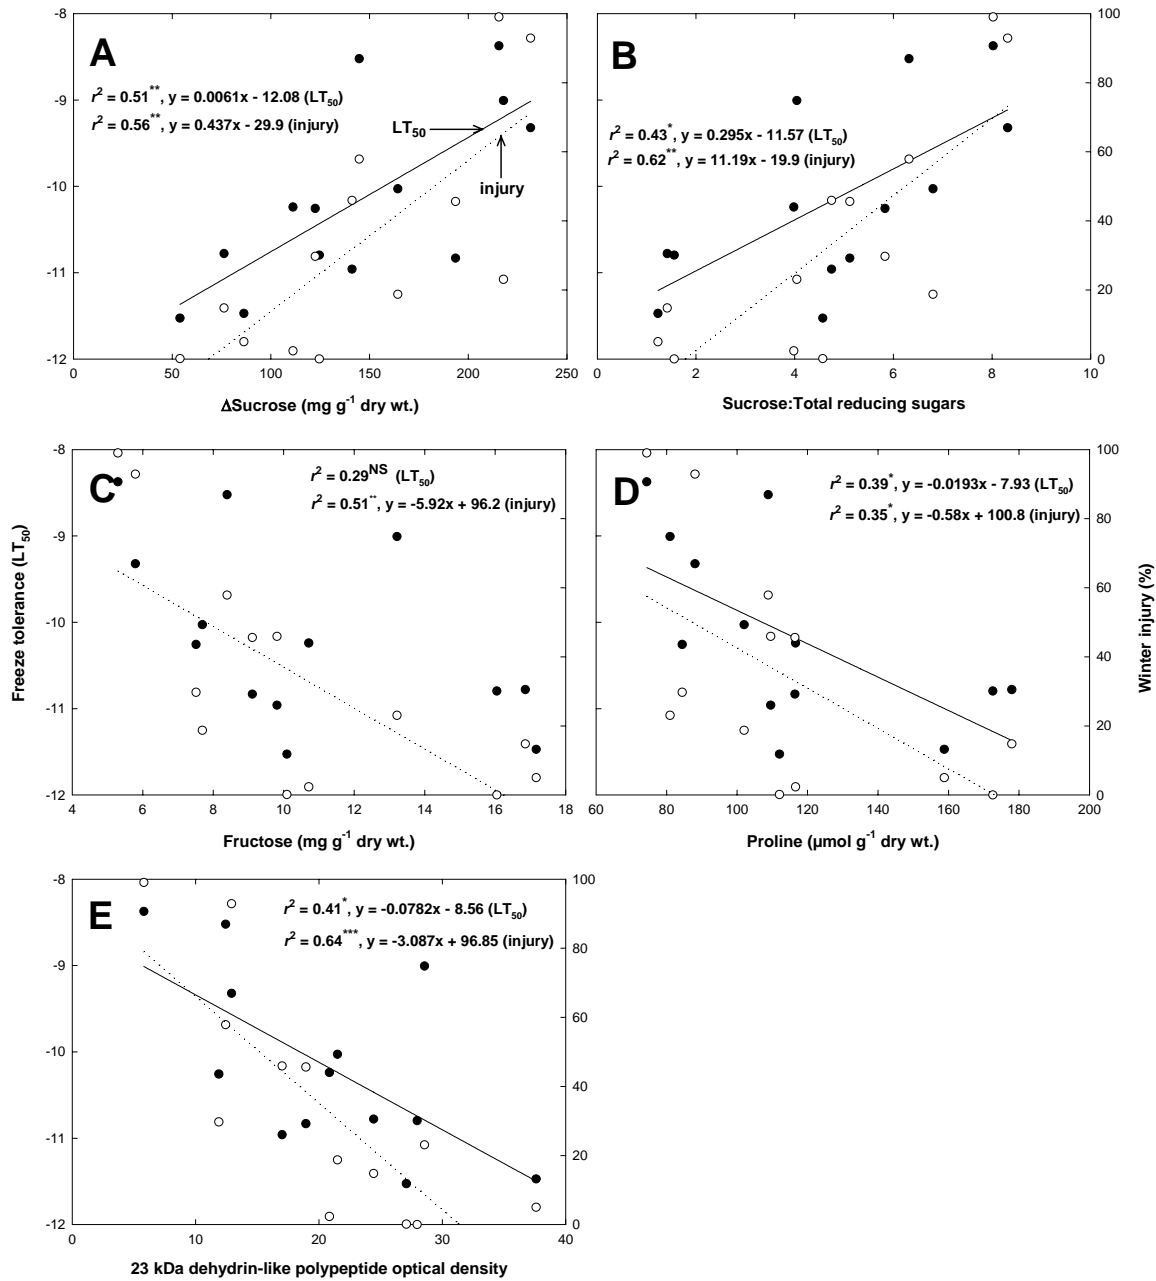 A
r² = 0.51**, y = 0.0061x - 12.08 (LT50)
r² = 0.56**, y = 0.437x - 29.9 (injury)
LT50
injury
-8
-9
-10
-11
-12
0
50
100
150
200
250
ΔSucrose (mg g⁻¹ dry wt.)
B
r² = 0.43*, y = 0.295x - 11.57 (LT50)
r² = 0.62**, y = 11.19x - 19.9 (injury)
100
80
60
40
20
0
0
2
4
6
8
10
Sucrose:Total reducing sugars
Freeze tolerance (LT50)
C
r² = 0.29NS (LT50)
r² = 0.51**, y = -5.92x + 96.2 (injury)
-8
-9
-10
-11
-12
4
6
8
10
12
14
16
18
Fructose (mg g⁻¹ dry wt.)
D
r² = 0.39*, y = -0.0193x - 7.93 (LT50)
r² = 0.35*, y = -0.58x + 100.8 (injury)
100
80
60
40
20
0
60
80
100
120
140
160
180
200
Proline (µmol g⁻¹ dry wt.)
Winter injury (%)
E
r² = 0.41*, y = -0.0782x - 8.56 (LT50)
r² = 0.64***, y = -3.087x + 96.85 (injury)
-8
-9
-10
-11
-12
100
80
60
40
20
0
0
10
20
30
40
23 kDa dehydrin-like polypeptide optical density